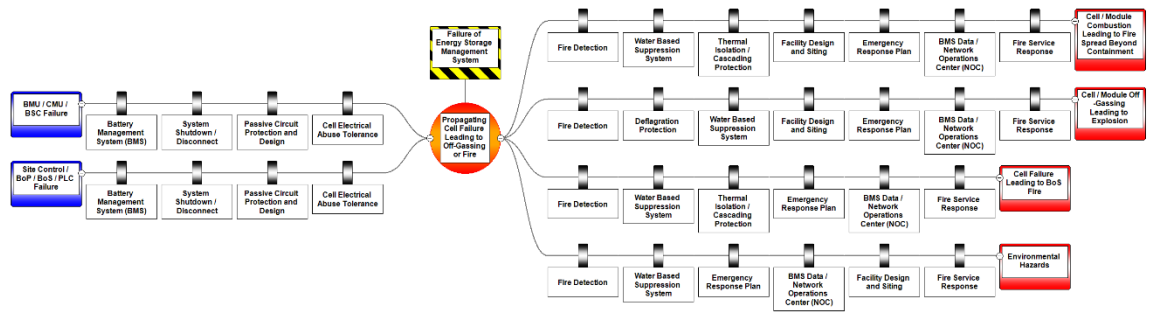 Failure of
Energy Storage
Management
System
BMU / CMU /
BSC Failure
Battery
Management
System (BMS)
System
Shutdown /
Disconnect
Passive Circuit
Protection and
Design
Cell Electrical
Abuse Tolerance
Site Control /
BoP / BoS / PLC
Failure
Battery
Management
System (BMS)
System
Shutdown /
Disconnect
Passive Circuit
Protection and
Design
Cell Electrical
Abuse Tolerance
Propagating
Cell Failure
Leading to
Off-Gassing
or Fire
Fire Detection
Water Based
Suppression
System
Thermal
Isolation /
Cascading
Protection
Facility Design
and Siting
Emergency
Response Plan
BMS Data /
Network
Operations
Center (NOC)
Fire Service
Response
Cell / Module
Combustion
Leading to Fire
Spread Beyond
Containment
Fire Detection
Deflagration
Protection
Water Based
Suppression
System
Facility Design
and Siting
Emergency
Response Plan
BMS Data /
Network
Operations
Center (NOC)
Fire Service
Response
Cell / Module Off
-Gassing
Leading to
Explosion
Fire Detection
Water Based
Suppression
System
Thermal
Isolation /
Cascading
Protection
Emergency
Response Plan
BMS Data /
Network
Operations
Center (NOC)
Fire Service
Response
Cell Failure
Leading to BoS
Fire
Fire Detection
Water Based
Suppression
System
Emergency
Response Plan
BMS Data /
Network
Operations
Center (NOC)
Facility Design
and Siting
Fire Service
Response
Environmental
Hazards